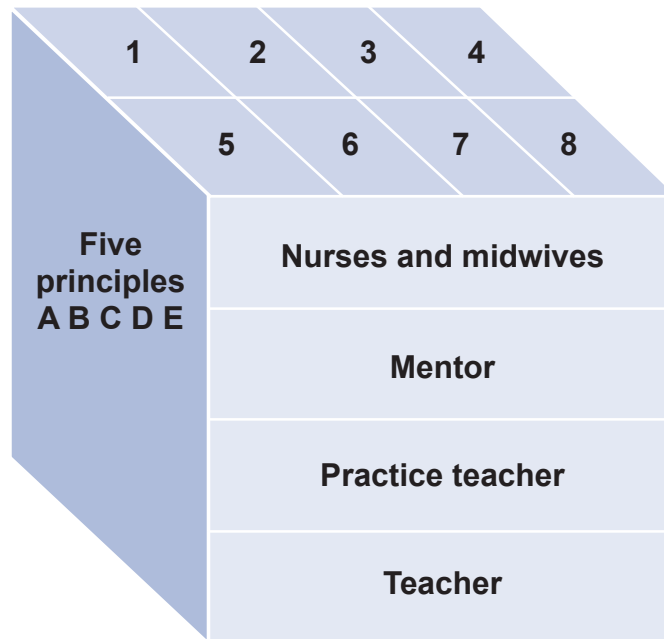 1 2 3 4
5 6 7 8
Five
principles
A B C D E
Nurses and midwives
Mentor
Practice teacher
Teacher